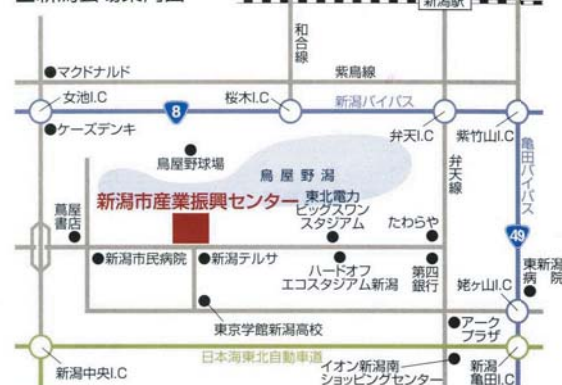 新潟駅
和合線
マクドナルド
紫鳥線
女池I.C
8
桜木I.C
新潟バイパス
ケーズデンキ
弁天I.C
紫竹山I.C
鳥屋野球場
鳥屋野潟
弁天線
亀田バイパス
新潟市産業振興センター
東北電力
ビッグスワン
スタジアム
たわらや
蔦屋
書店
49
新潟市民病院
新潟テルサ
ハードオフ
エコスタジアム新潟
第四
銀行
姥ヶ山I.C
東新潟
病院
東京学館新潟高校
アーク
プラザ
日本海東北自動車道
新潟中央I.C
イオン新潟南
ショッピングセンター
新潟
亀田I.C